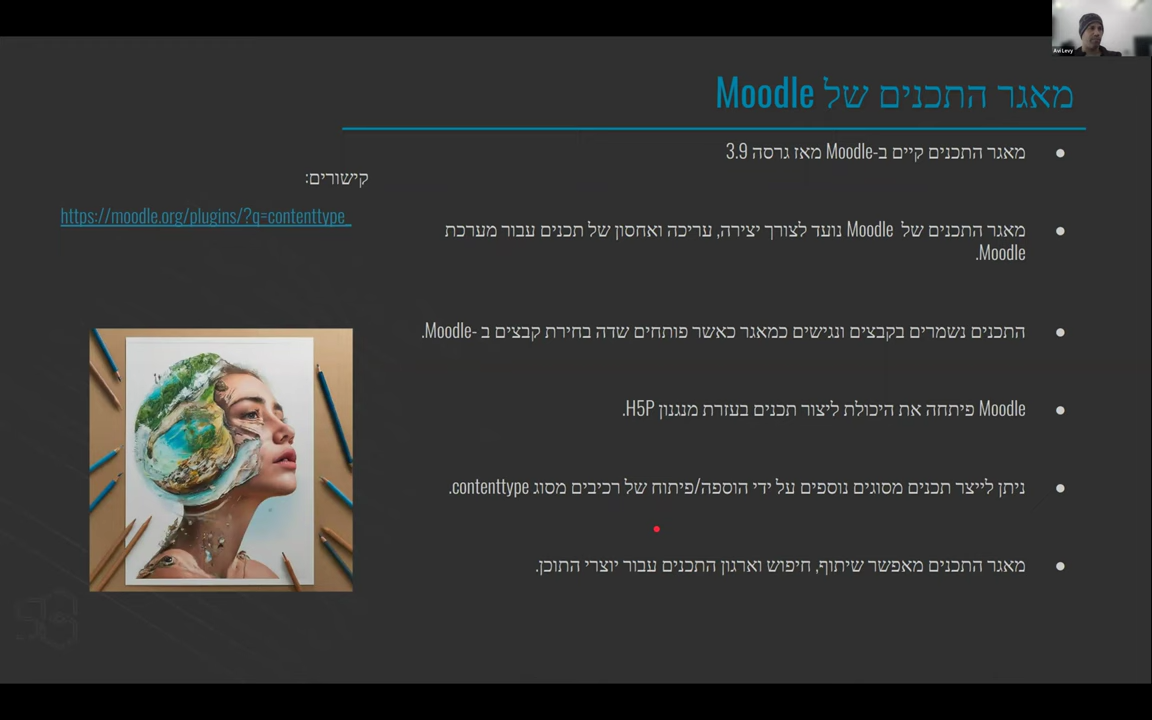 Avi Levy
מאגר התכנים של Moodle
מאגר התכנים קיים ב-Moodle מאז גרסה 3.9
מאגר התכנים של Moodle נועד לצורך יצירה, עריכה ואחסון של תכנים עבור מערכת
Moodle.
התכנים נשמרים בקבצים ונגישים כמאגר כאשר פותחים שדה בחירת קבצים ב -Moodle.
Moodle פיתחה את היכולת ליצור תכנים בעזרת מנגנון H5P.
ניתן לייצר תכנים מסוגים נוספים על ידי הוספה/פיתוח של רכיבים מסוג contenttype.
מאגר התכנים מאפשר שיתוף, חיפוש וארגון התכנים עבור יוצרי התוכן.
קישורים:
https://moodle.org/plugins/?q=contenttype_